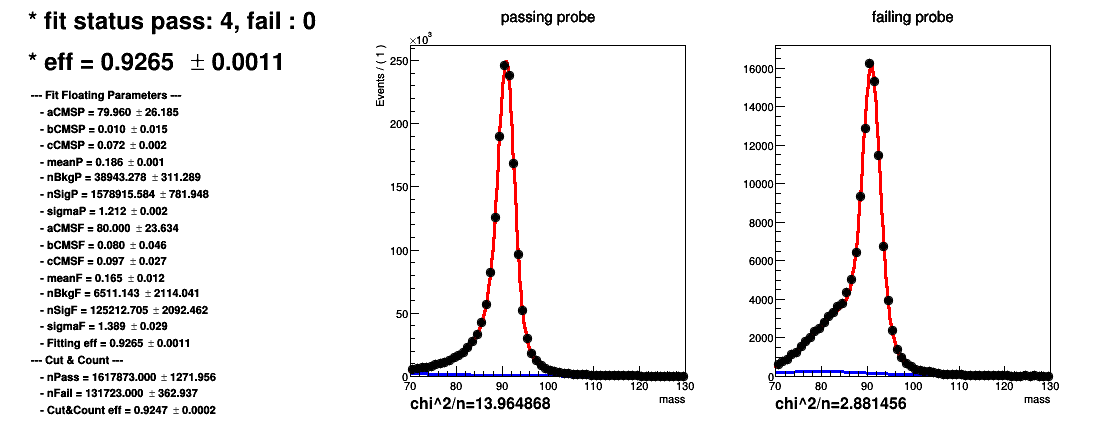 * fit status pass: 4, fail : 0
* eff = 0.9265 ± 0.0011
--- Fit Floating Parameters ---
- aCMSP = 79.960 ± 26.185
- bCMSP = 0.010 ± 0.015
- cCMSP = 0.072 ± 0.002
- meanP = 0.186 ± 0.001
- nBkgP = 38943.278 ± 311.289
- nSigP = 1578915.584 ± 781.948
- sigmaP = 1.212 ± 0.002
- aCMSF = 80.000 ± 23.634
- bCMSF = 0.080 ± 0.046
- cCMSF = 0.097 ± 0.027
- meanF = 0.165 ± 0.012
- nBkgF = 6511.143 ± 2114.041
- nSigF = 125212.705 ± 2092.462
- sigmaF = 1.389 ± 0.029
- Fitting eff = 0.9265 ± 0.0011
--- Cut & Count ---
- nPass = 1617873.000 ± 1271.956
- nFail = 131723.000 ± 362.937
- Cut&Count eff = 0.9247 ± 0.0002
passing probe
×10³
Events / ( 1 )
250
200
150
100
50
0
70 80 90 100 110 120 130
mass
chi^2/n=13.964868
failing probe
16000
14000
12000
10000
8000
6000
4000
2000
0
70 80 90 100 110 120 130
mass
chi^2/n=2.881456